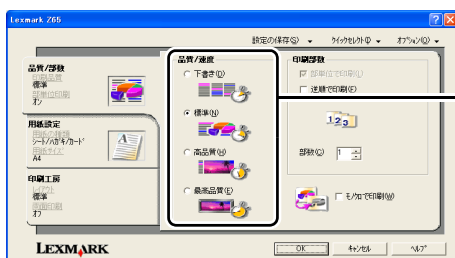 Lexmark Z65
設定の保存(S)
クイックセレクト(I)
オプション(O)
品質/部数
印刷品質
標準
部単位印刷
オン
用紙設定
用紙の種類
シート/ハガキ/カード
用紙サイズ
A4
印刷工房
レイアウト
標準
両面印刷
オフ
品質/速度
下書き(D)
標準(N)
高品質(H)
最高品質(E)
印刷部数
部単位で印刷(L)
逆順で印刷(F)
1 2 3
部数(C) 1
モノクロで印刷(W)
LEXMARK
OK
キャンセル
ヘルプ